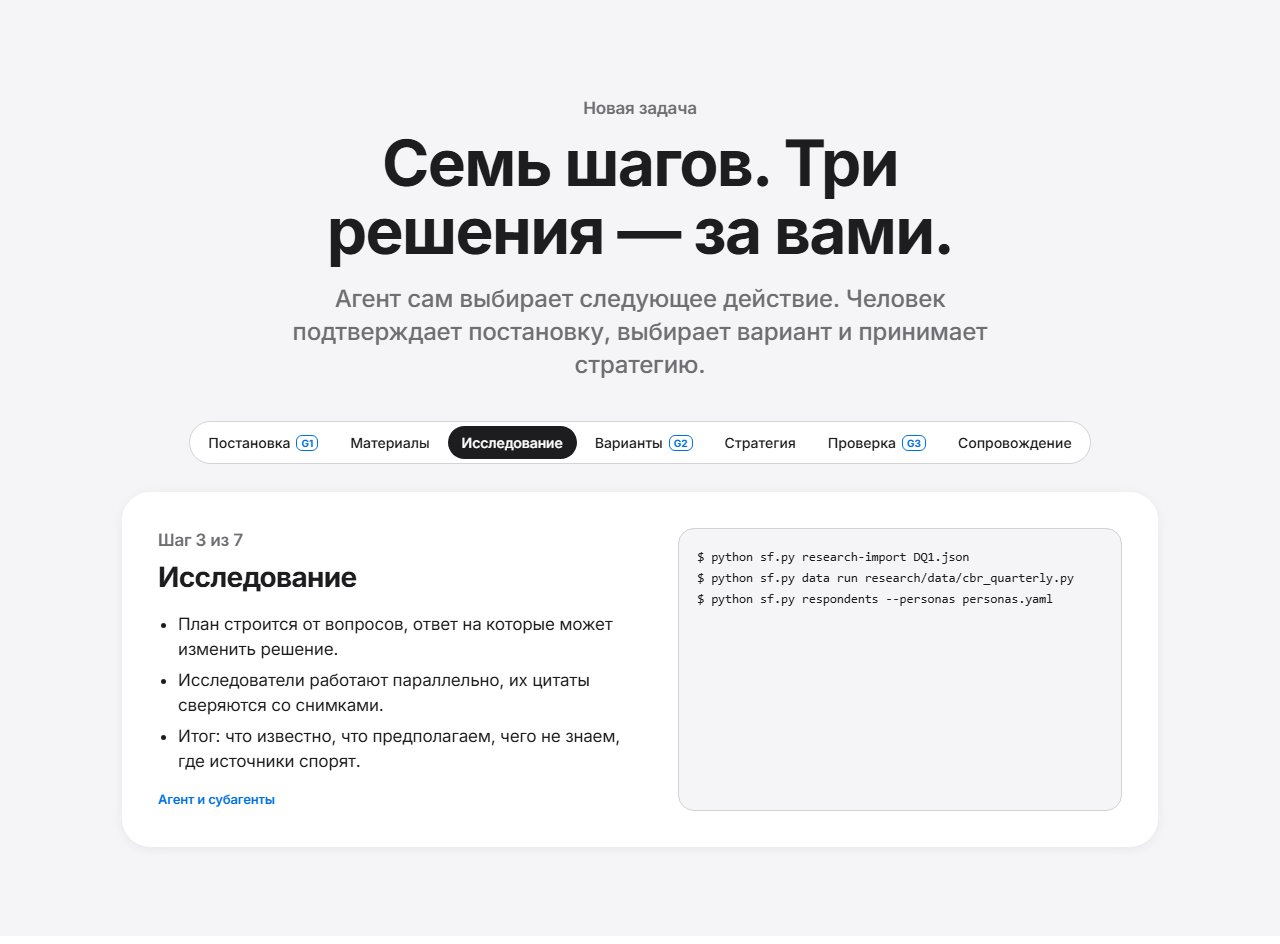 Новая задача
Семь шагов. Три
решения — за вами.
Агент сам выбирает следующее действие. Человек
подтверждает постановку, выбирает вариант и принимает
стратегию.
Постановка G1 Материалы Исследование Варианты G2 Стратегия Проверка G3 Сопровождение
Шаг 3 из 7
Исследование
• План строится от вопросов, ответ на которые может
изменить решение.
• Исследователи работают параллельно, их цитаты
сверяются со снимками.
• Итог: что известно, что предполагаем, чего не знаем,
где источники спорят.
Агент и субагенты
$ python sf.py research-import DQ1.json
$ python sf.py data run research/data/cbr_quarterly.py
$ python sf.py respondents --personas personas.yaml